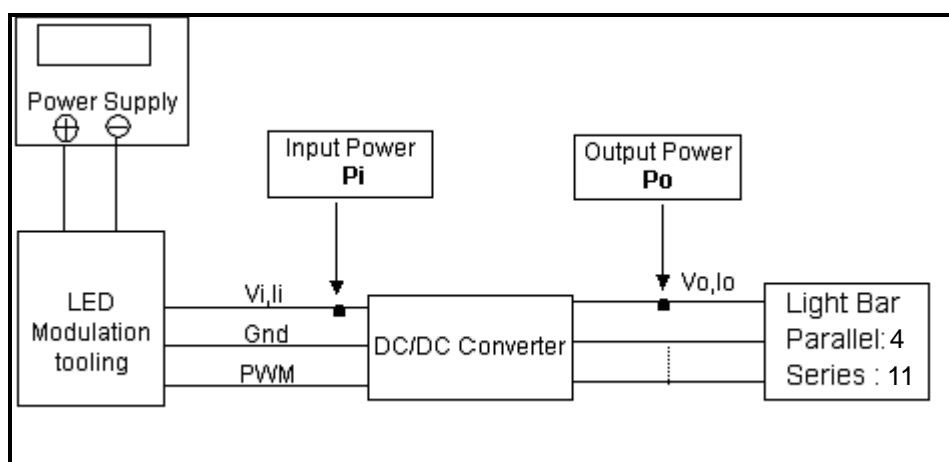 Power Supply
Input Power
Pi
Output Power
Po
LED
Modulation
tooling
Vi,Ii
Gnd
PWM
DC/DC Converter
Vo,Io
Light Bar
Parallel: 4
Series : 11